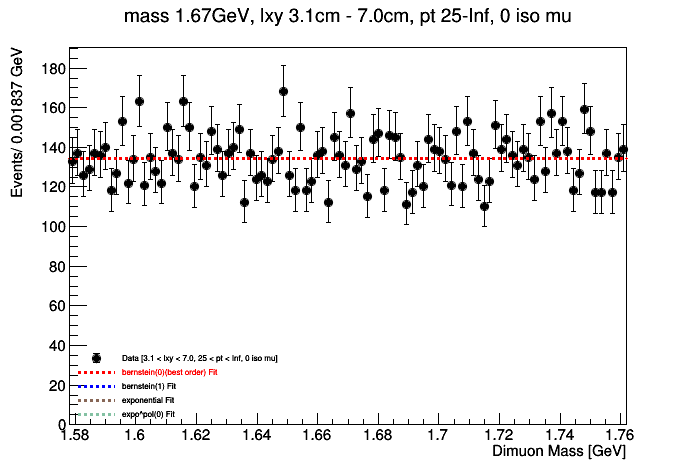 mass 1.67GeV, lxy 3.1cm - 7.0cm, pt 25-Inf, 0 iso mu
Events/ 0.001837 GeV
180
160
140
120
100
80
60
40
20
0
Data [3.1 < lxy < 7.0, 25 < pt < Inf, 0 iso mu]
bernstein(0)(best order) Fit
bernstein(1) Fit
exponential Fit
expo*pol(0) Fit
1.58 1.6 1.62 1.64 1.66 1.68 1.7 1.72 1.74 1.76
Dimuon Mass [GeV]